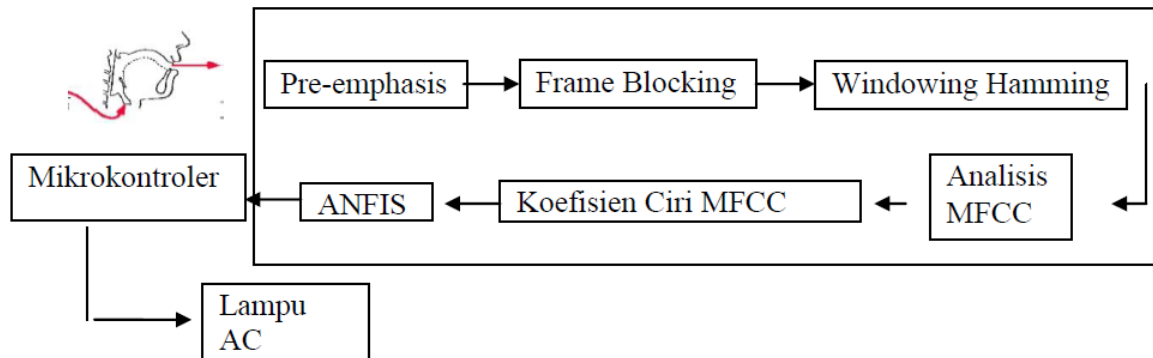 Pre-emphasis
Frame Blocking
Windowing Hamming
Analisis
MFCC
Koefisien Ciri MFCC
ANFIS
Mikrokontroler
Lampu
AC